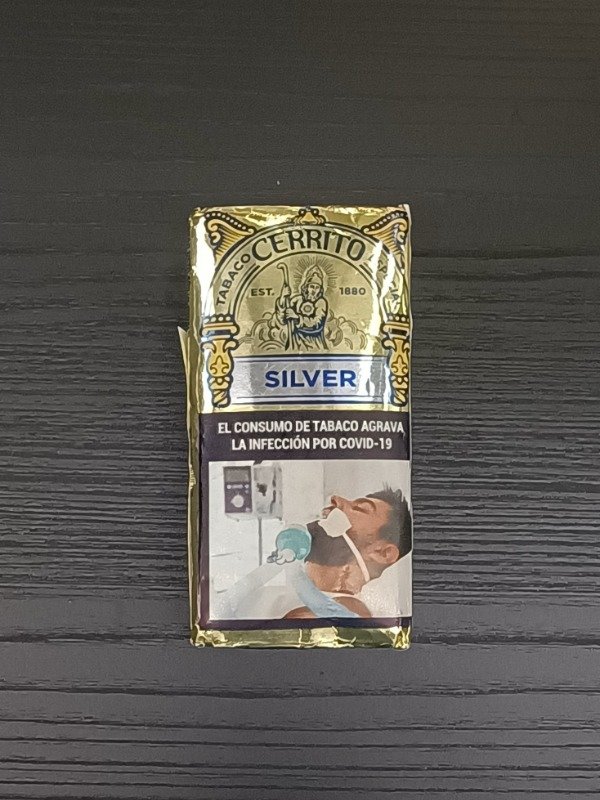 TABACO CERRITO
EST. 1880
SILVER
EL CONSUMO DE TABACO AGRAVA
LA INFECCIÓN POR COVID-19